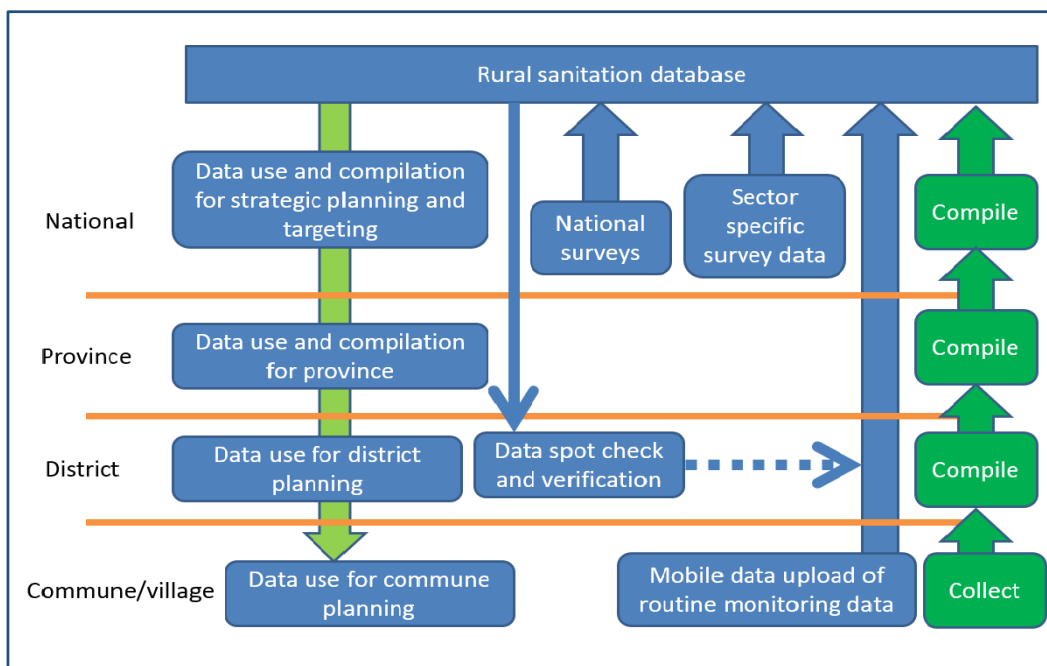 Rural sanitation database
National
Data use and compilation
for strategic planning and
targeting
National
surveys
Sector
specific
survey data
Compile
Province
Data use and compilation
for province
Compile
District
Data use for district
planning
Data spot check
and verification
Compile
Commune/village
Data use for commune
planning
Mobile data upload of
routine monitoring data
Collect